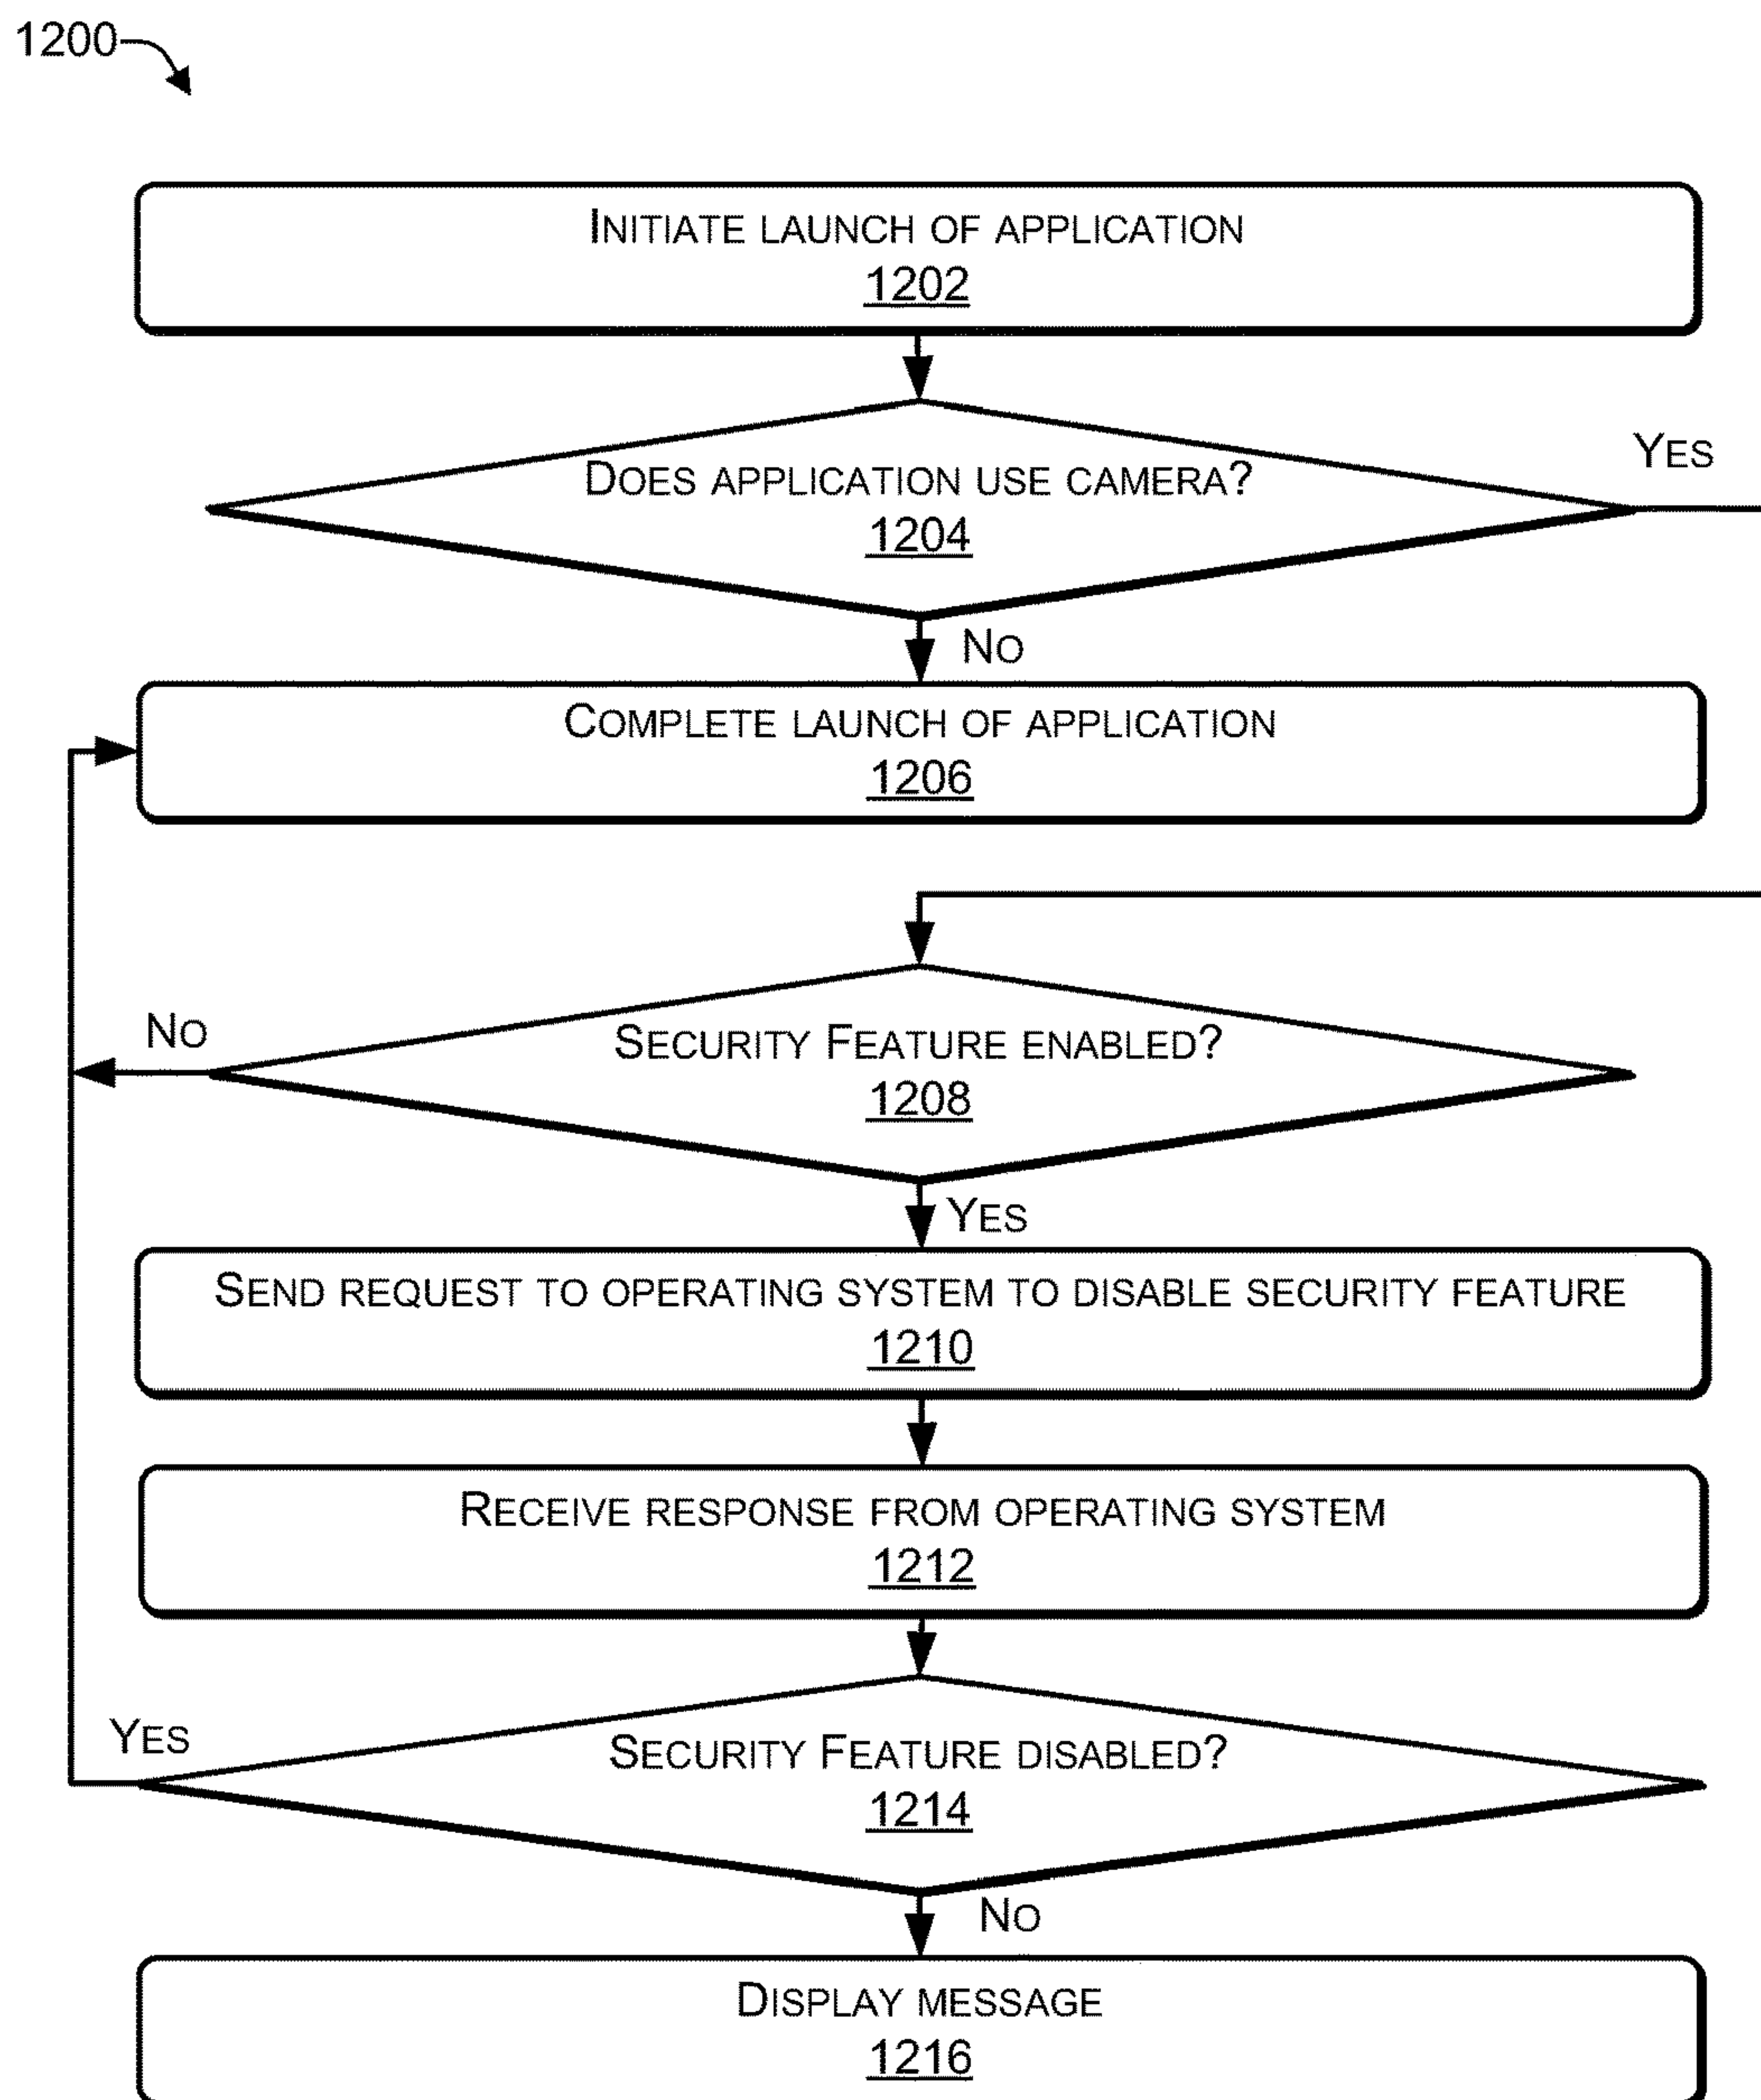 1200
INITIATE LAUNCH OF APPLICATION
1202
YES
DOES APPLICATION USE CAMERA?
1204
NO
COMPLETE LAUNCH OF APPLICATION
1206
NO
SECURITY FEATURE ENABLED?
1208
YES
SEND REQUEST TO OPERATING SYSTEM TO DISABLE SECURITY FEATURE
1210
RECEIVE RESPONSE FROM OPERATING SYSTEM
1212
YES
SECURITY FEATURE DISABLED?
1214
NO
DISPLAY MESSAGE
1216